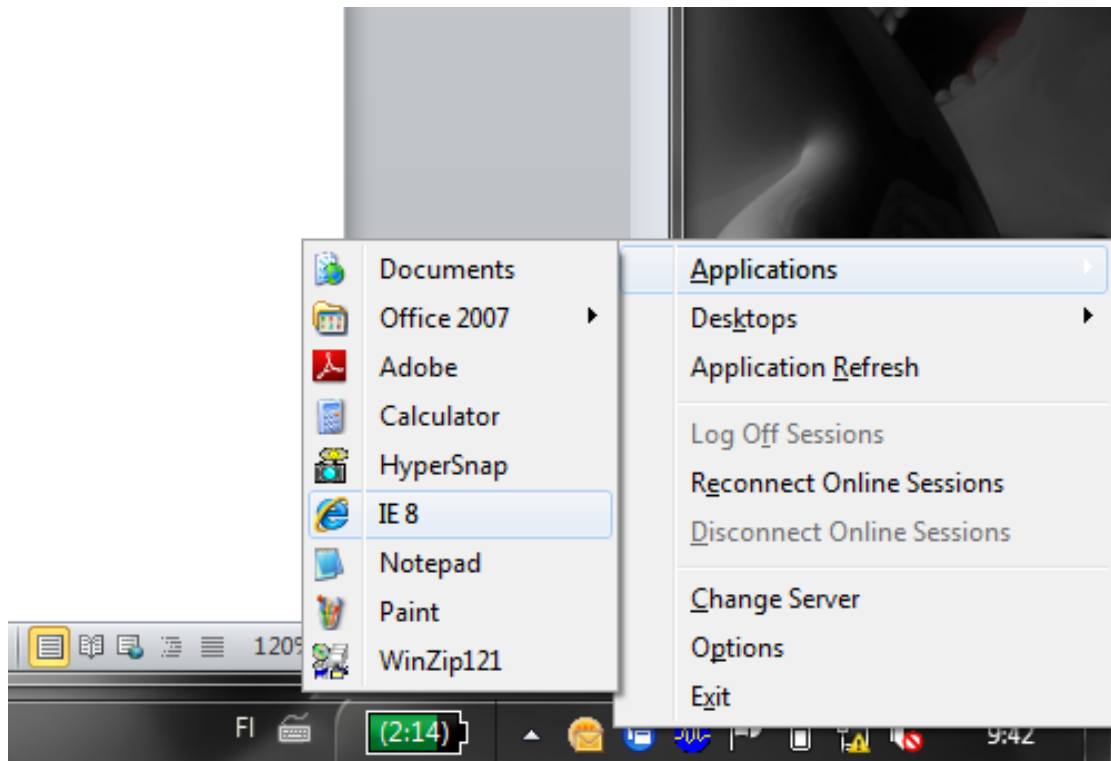 Documents
Office 2007
Adobe
Calculator
HyperSnap
IE 8
Notepad
Paint
WinZip121
Applications
Desktops
Application Refresh
Log Off Sessions
Reconnect Online Sessions
Disconnect Online Sessions
Change Server
Options
Exit
120%
FI
(2:14)
9:42